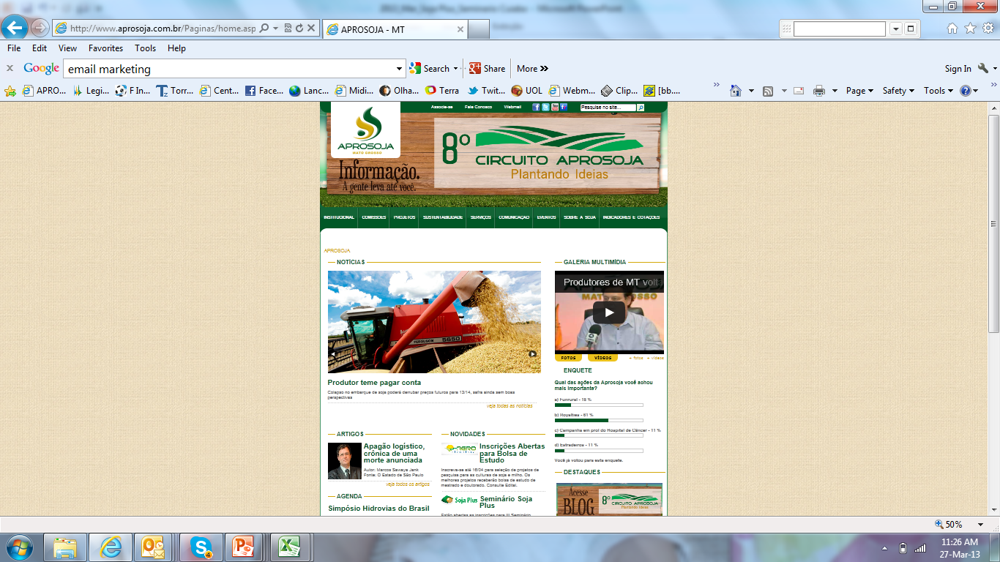 http://www.aprosoja.com.br/Paginas/home.asp
APROSOJA - MT
File Edit View Favorites Tools Help
Google email marketing Search Share More Sign In
APRO... Legi... F In... Torr... Cent... Face... Lanc... Midi... Olha... Terra Twit... UOL Webm... Clip... [bb.... Page Safety Tools
Associe-se Fale Conosco Webmail Pesquise no site...
APROSOJA
MATO GROSSO
8º CIRCUITO APROSOJA
Plantando Ideias
Informação.
A gente leva até você.
INSTITUCIONAL COMISSÕES PROJETOS SUSTENTABILIDADE SERVIÇOS COMUNICAÇÃO EVENTOS SOBRE A SOJA INDICADORES E COTAÇÕES
APROSOJA
NOTÍCIAS
FERGUSON 5650
Produtor teme pagar conta
Colapso no embarque de soja poderá derrubar preços futuros para 13/14, safra ainda sem boas
perspectivas
veja todas as notícias
GALERIA MULTIMÍDIA
Produtores de MT volt
MATO GROSSO
FOTOS VÍDEOS + fotos + vídeos
ENQUETE
Qual das ações da Aprosoja você achou
mais importante?
a) Funrural - 18 %
b) Royalties - 61 %
c) Campanha em prol do Hospital de Câncer - 11 %
d) Estradeiros - 11 %
Você já votou para esta enquete.
ARTIGOS
Apagão logístico,
crônica de uma
morte anunciada
Autor: Marcos Sawaya Jank
Fonte: O Estado de São Paulo
veja todos os artigos
AGENDA
Simpósio Hidrovias do Brasil
NOVIDADES
AGRO
Inscrições Abertas
para Bolsa de
Estudo
Inscreva-se até 16/04 para seleção de projetos de
pesquisa para as culturas de soja e milho. Os
melhores projetos receberão bolsa de estudo de
mestrado e doutorado. Consulte Edital.
Soja Plus
Seminário Soja
Plus
Estão abertas as inscrições para III Seminário
DESTAQUES
Acesse
BLOG
8º CIRCUITO APROSOJA
Plantando Ideias
50%
4
11:26 AM
27-Mar-13